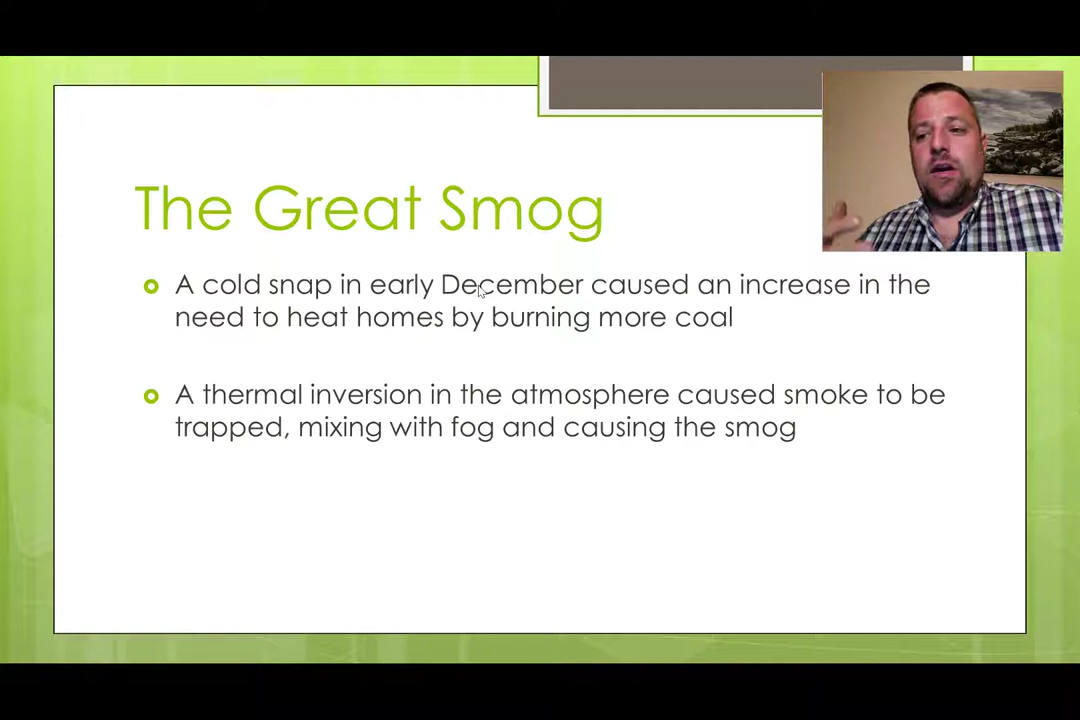 The Great Smog
A cold snap in early December caused an increase in the
need to heat homes by burning more coal
A thermal inversion in the atmosphere caused smoke to be
trapped, mixing with fog and causing the smog